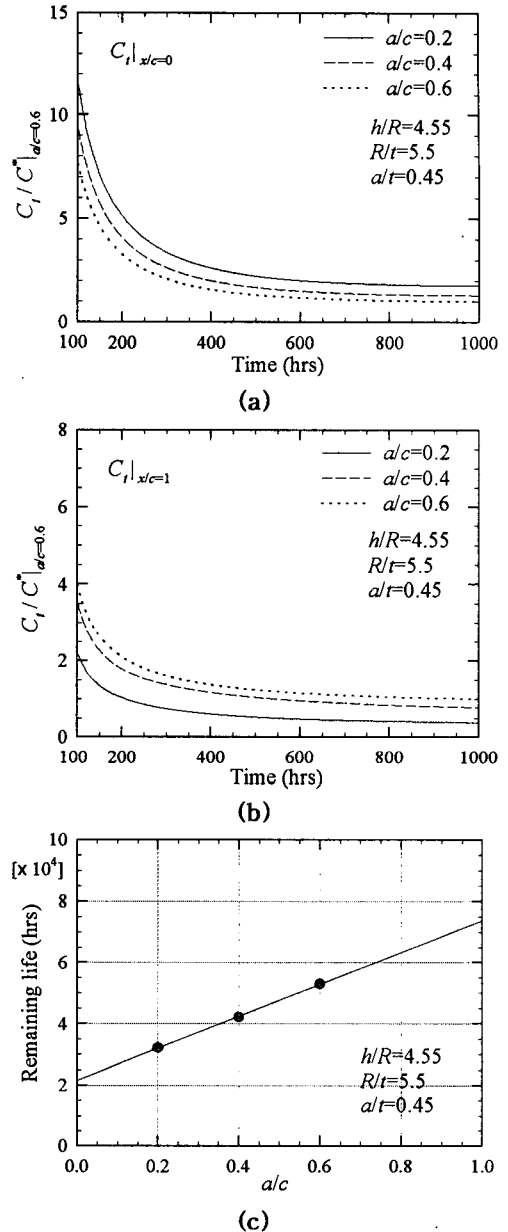 15
10
5
0
C_t / C^*|_{a/c=0.6}
C_t|_{x/c=0}
a/c=0.2
a/c=0.4
a/c=0.6
h/R=4.55
R/t=5.5
a/t=0.45
100 200 400 600 800 1000
Time (hrs)
(a)
8
6
4
2
0
C_t / C^*|_{a/c=0.6}
C_t|_{x/c=1}
a/c=0.2
a/c=0.4
a/c=0.6
h/R=4.55
R/t=5.5
a/t=0.45
100 200 400 600 800 1000
Time (hrs)
(b)
10
[x 10⁴]
8
6
4
2
0
Remaining life (hrs)
h/R=4.55
R/t=5.5
a/t=0.45
0.0 0.2 0.4 0.6 0.8 1.0
a/c
(c)